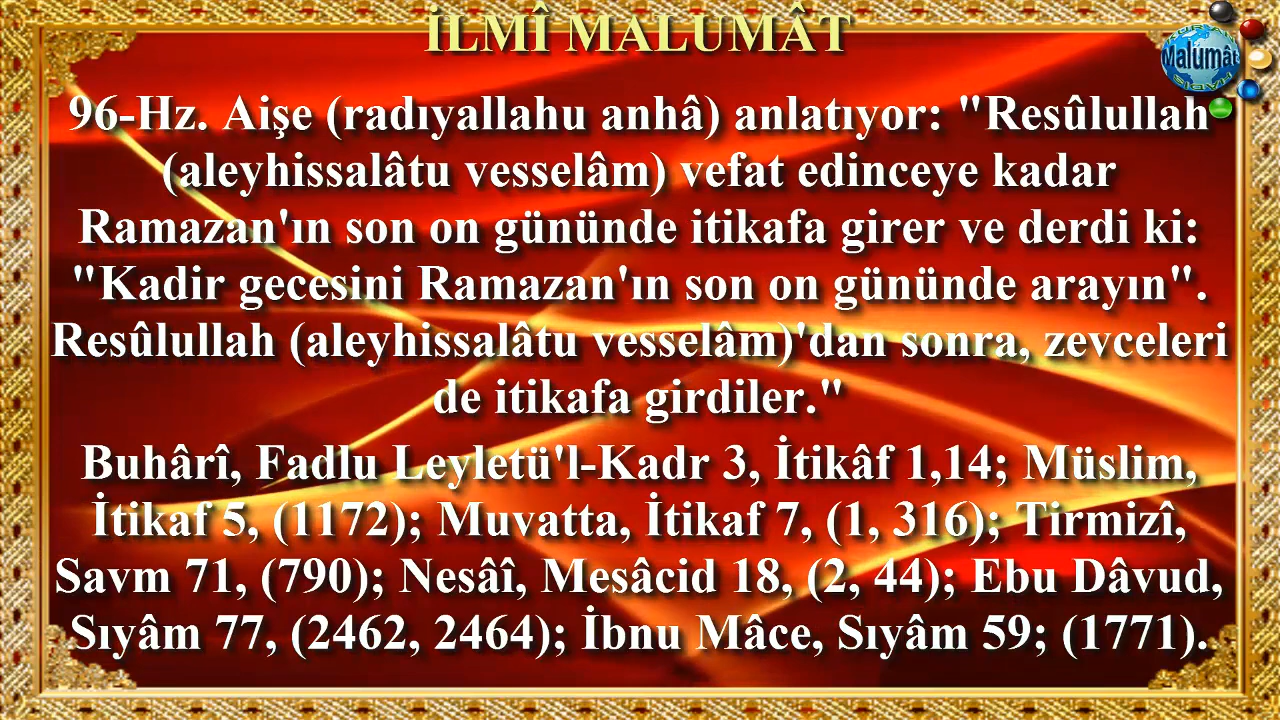 İLMÎ MALUMÂT
Malumât
96-Hz. Aişe (radıyallahu anhâ) anlatıyor: "Resûlullah
(aleyhissalâtu vesselâm) vefat edinceye kadar
Ramazan'ın son on gününde itikafa girer ve derdi ki:
"Kadir gecesini Ramazan'ın son on gününde arayın".
Resûlullah (aleyhissalâtu vesselâm)'dan sonra, zevceleri
de itikafa girdiler."
Buhârî, Fadlu Leyletü'l-Kadr 3, İtikâf 1,14; Müslim,
İtikaf 5, (1172); Muvatta, İtikaf 7, (1, 316); Tirmizî,
Savm 71, (790); Nesâî, Mesâcid 18, (2, 44); Ebu Dâvud,
Sıyâm 77, (2462, 2464); İbnu Mâce, Sıyâm 59; (1771).